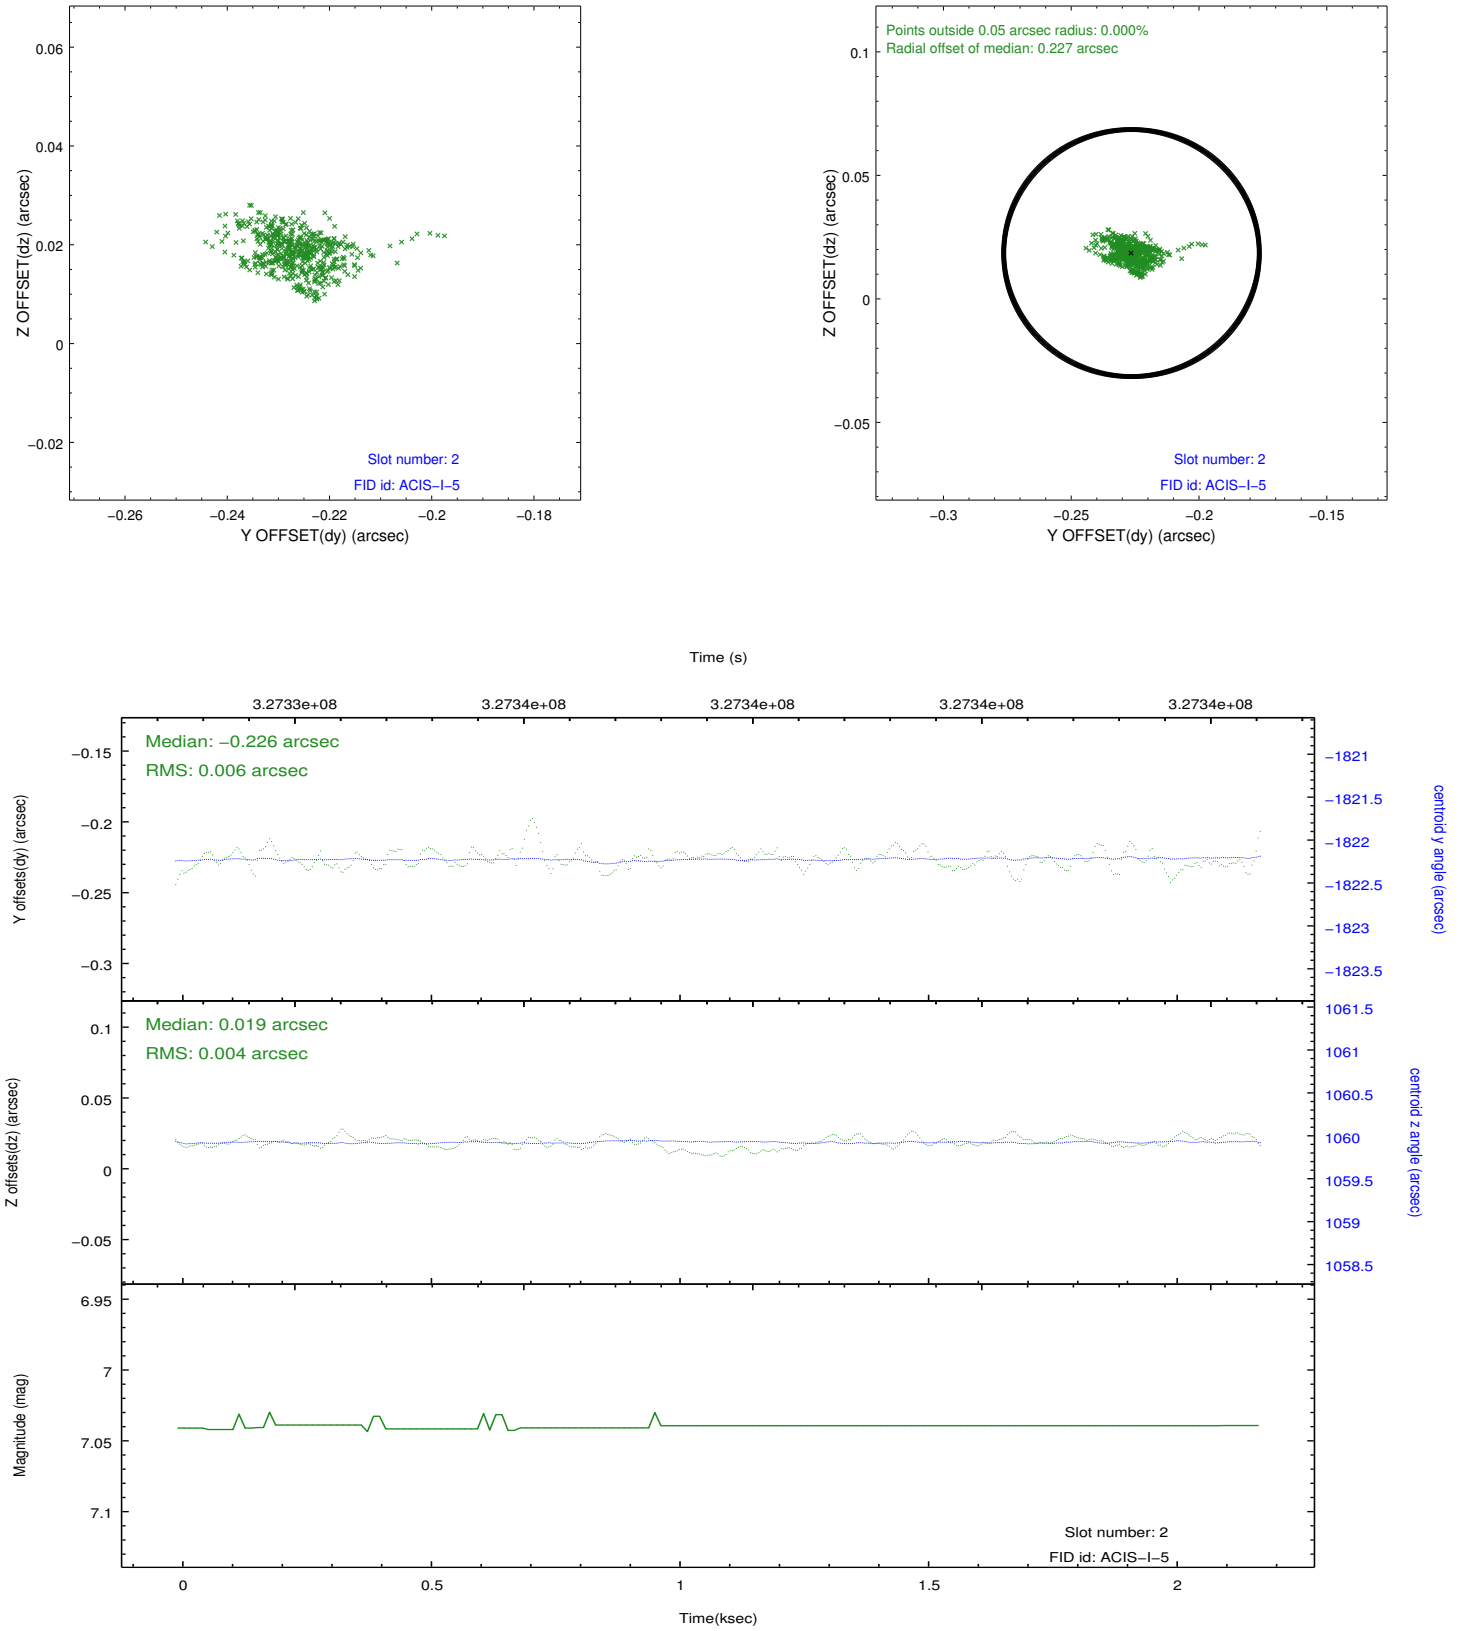 0.06
0.04
0.02
0
−0.02
Z OFFSET(dz) (arcsec)
Slot number: 2
FID id: ACIS−I−5
−0.26 −0.24 −0.22 −0.2 −0.18
Y OFFSET(dy) (arcsec)
Points outside 0.05 arcsec radius: 0.000%
Radial offset of median: 0.227 arcsec
0.1
0.05
0
−0.05
Z OFFSET(dz) (arcsec)
Slot number: 2
FID id: ACIS−I−5
−0.3 −0.25 −0.2 −0.15
Y OFFSET(dy) (arcsec)
Time (s)
3.2733e+08 3.2734e+08 3.2734e+08 3.2734e+08 3.2734e+08
Median: −0.226 arcsec
RMS: 0.006 arcsec
−0.15
−0.2
−0.25
−0.3
Y offsets(dy) (arcsec)
−1821
−1821.5
−1822
−1822.5
−1823
−1823.5
centroid y angle (arcsec)
Median: 0.019 arcsec
RMS: 0.004 arcsec
0.1
0.05
0
−0.05
Z offsets(dz) (arcsec)
1061.5
1061
1060.5
1060
1059.5
1059
1058.5
centroid z angle (arcsec)
6.95
7
7.05
7.1
Magnitude (mag)
Slot number: 2
FID id: ACIS−I−5
0 0.5 1 1.5 2
Time(ksec)